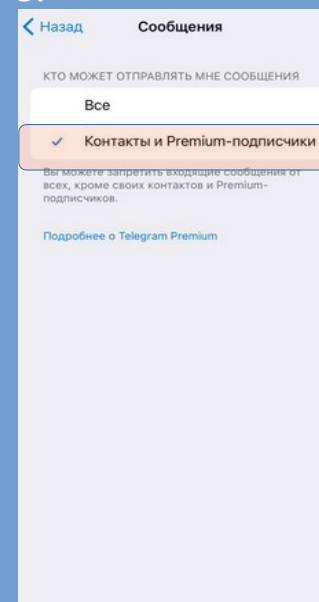 Назад
Сообщения
КТО МОЖЕТ ОТПРАВЛЯТЬ МНЕ СООБЩЕНИЯ
Все
Контакты и Premium-подписчики
Вы можете запретить входящие сообщения от
всех, кроме своих контактов и Premium-
подписчиков.
Подробнее о Telegram Premium